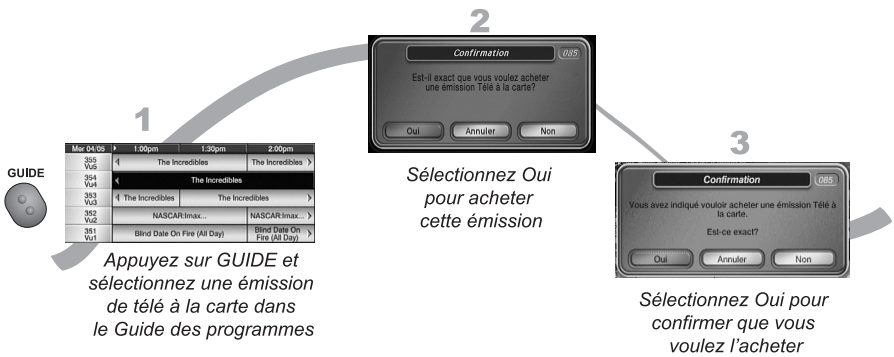 1
GUIDE
Mer 04/05 1:00pm 1:30pm 2:00pm
355 Vu5 The Incredibles The Incredibles
354 Vu4 The Incredibles
353 Vu3 The Incredibles The Incredibles
352 Vu2 NASCAR:Imax... NASCAR:Imax...
351 Vu1 Blind Date On Fire (All Day) Blind Date On Fire (All Day)
Appuyez sur GUIDE et
sélectionnez une émission
de télé à la carte dans
le Guide des programmes
2
Confirmation 085
Est-il exact que vous voulez acheter
une émission Télé à la carte?
Oui Annuler Non
Sélectionnez Oui
pour acheter
cette émission
3
Confirmation 085
Vous avez indiqué vouloir acheter une émission Télé à
la carte.
Est-ce exact?
Oui Annuler Non
Sélectionnez Oui pour
confirmer que vous
voulez l’acheter